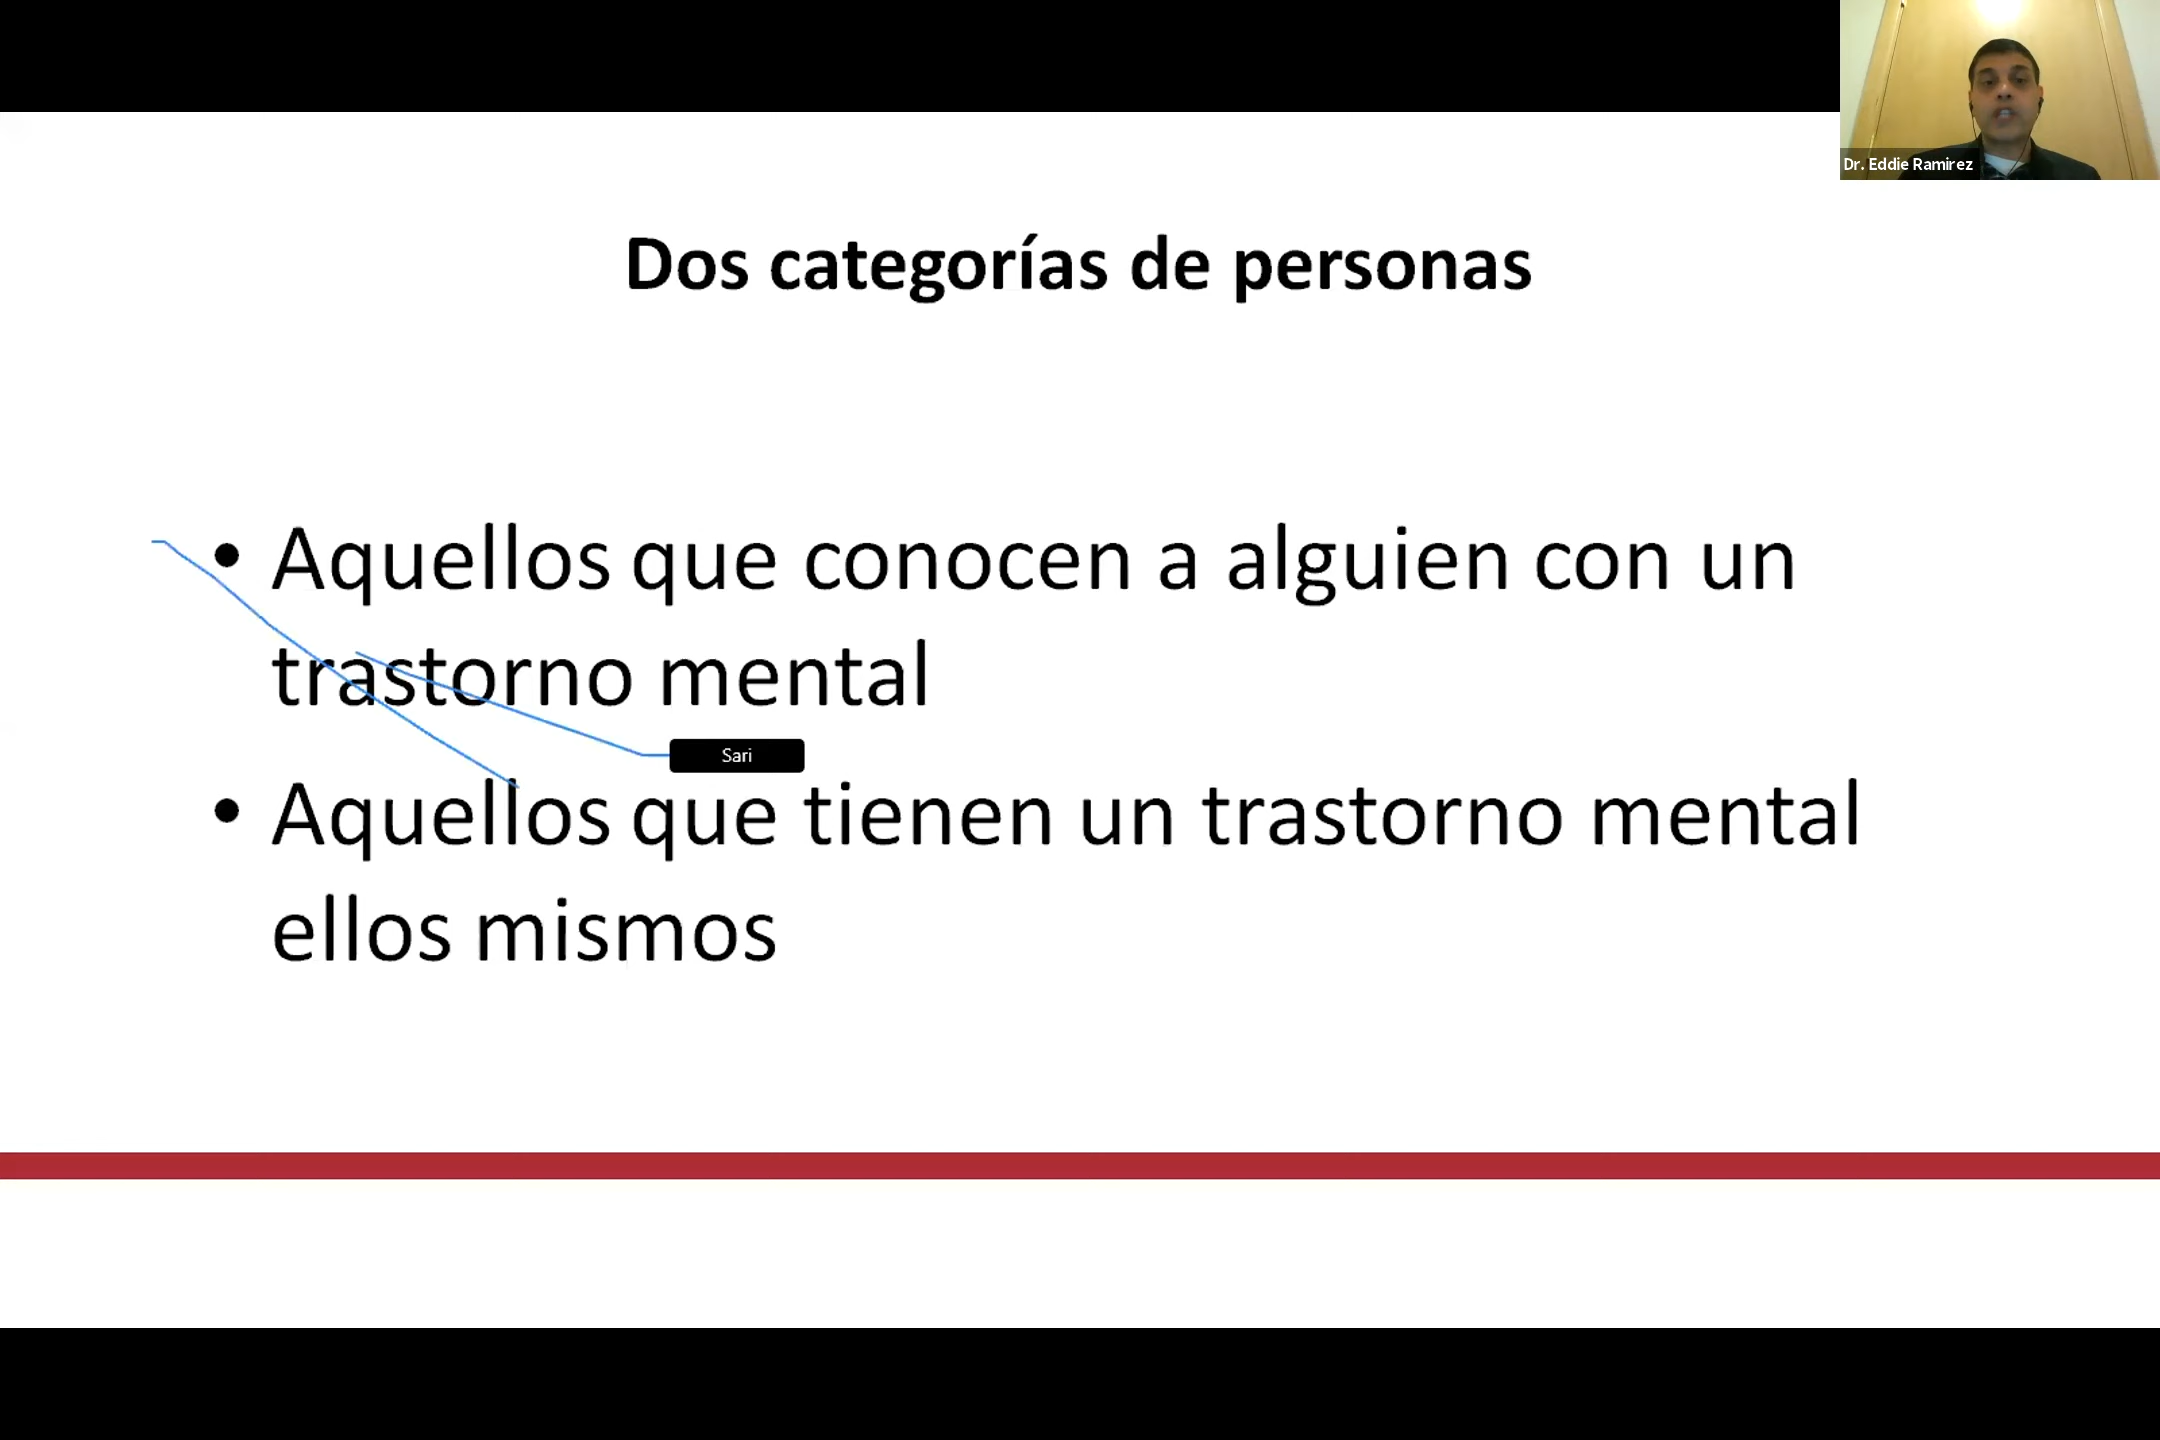 Dr. Eddie Ramirez
Dos categorías de personas
• Aquellos que conocen a alguien con un
trastorno mental
Sari
• Aquellos que tienen un trastorno mental
ellos mismos